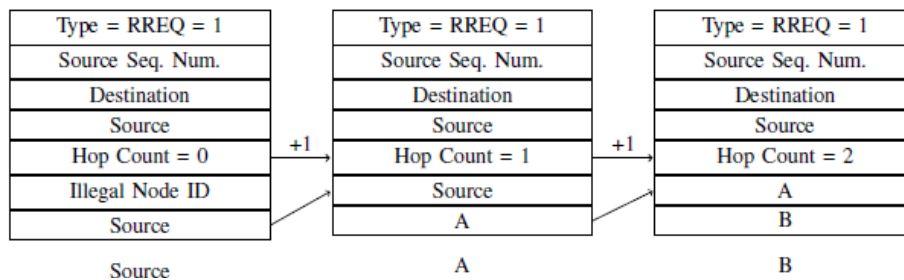 Type = RREQ = 1
Source Seq. Num.
Destination
Source
Hop Count = 0
Illegal Node ID
Source
Source
+1
Type = RREQ = 1
Source Seq. Num.
Destination
Source
Hop Count = 1
Source
A
A
+1
Type = RREQ = 1
Source Seq. Num.
Destination
Source
Hop Count = 2
A
B
B